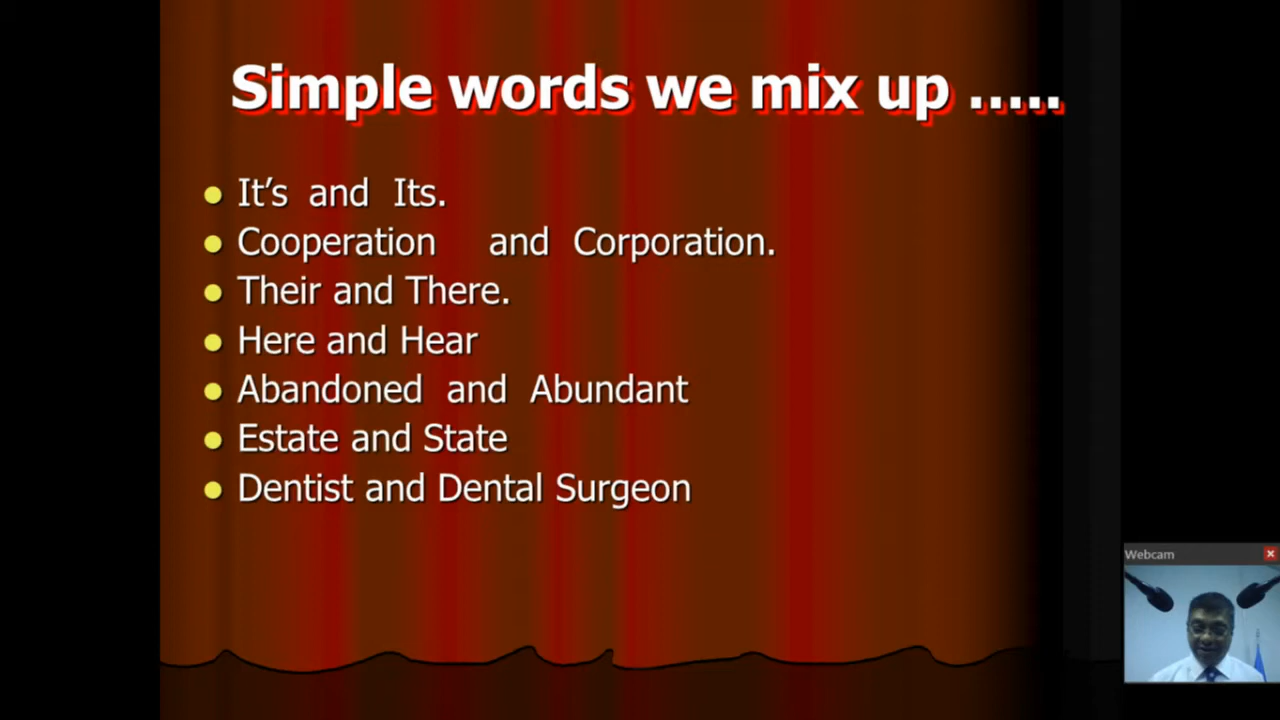 Simple words we mix up .....
It’s and Its.
Cooperation and Corporation.
Their and There.
Here and Hear
Abandoned and Abundant
Estate and State
Dentist and Dental Surgeon
Webcam